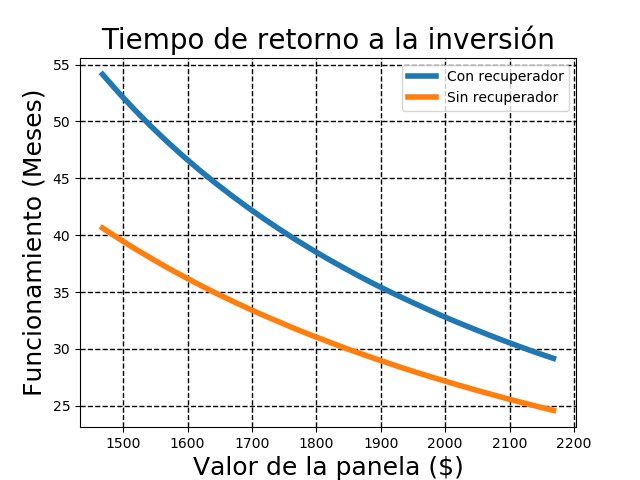 Tiempo de retorno a la inversión
Con recuperador
Sin recuperador
Funcionamiento (Meses)
55
50
45
40
35
30
25
1500 1600 1700 1800 1900 2000 2100 2200
Valor de la panela ($)